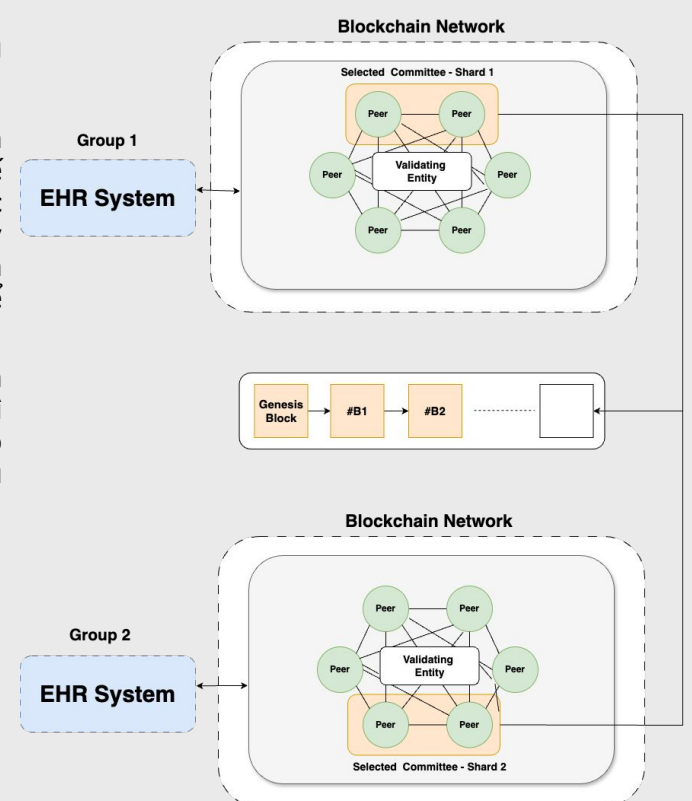 Blockchain Network
Selected Committee - Shard 1
Peer
Peer
Group 1
EHR System
Peer
Validating
Entity
Peer
Peer
Peer
Genesis
Block
#B1
#B2
Blockchain Network
Peer
Peer
Group 2
EHR System
Peer
Validating
Entity
Peer
Peer
Peer
Selected Committee - Shard 2